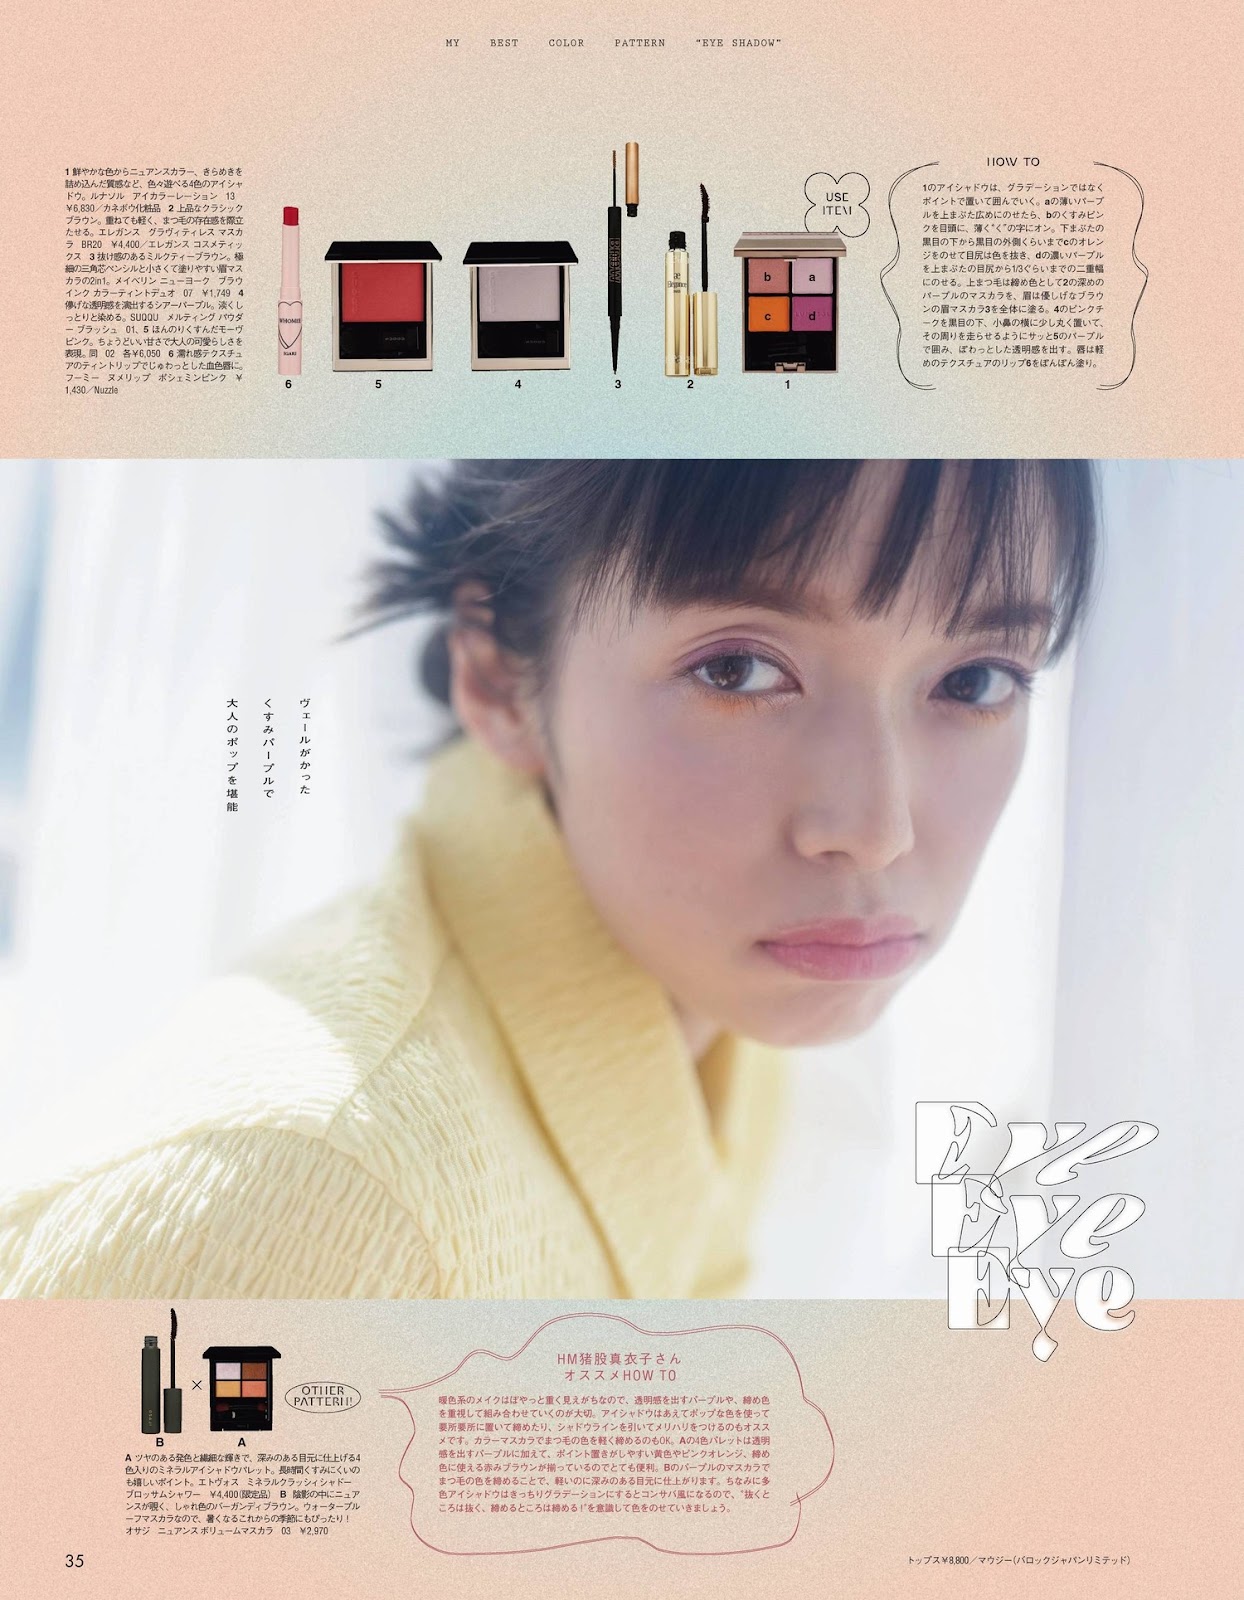 MY BEST COLOR PATTERN “EYE SHADOW”
1 鮮やかな色からニュアンスカラー、きらめきを
詰め込んだ質感など、色々遊べる4色のアイシャ
ドウ。ルナソル アイカラーレーション 13
￥6,830／カネボウ化粧品 2 上品なクラシック
ブラウン。重ねても軽く、まつ毛の存在感を際立
たせる。エレガンス グラヴィティレス マスカ
ラ BR20 ￥4,400／エレガンス コスメティッ
クス 3 抜け感のあるミルクティーブラウン。極
細の三角芯ペンシルと小さくて塗りやすい眉マス
カラの2in1。メイベリン ニューヨーク ブラウ
インク カラーティントデュオ 07 ￥1,749 4
儚げな透明感を演出するシアーパープル。淡くし
っとりと染める。SUQQU メルティング パウダ
ー ブラッシュ 01、5 ほんのりくすんだモーヴ
ピンク。ちょうどいい甘さで大人の可愛らしさを
表現。同 02 各￥6,050 6 濡れ感テクスチュ
アのティントリップでじゅわっとした血色唇に。
フーミー ヌメリップ ポシェミンピンク ￥
1,430／Nuzzle
WHOMEE
6
5
4
3
Elégance
2
b a
c d
1
USE
ITEM
HOW TO
1のアイシャドウは、グラデーションではなく
ポイントで置いて囲んでいく。aの薄いパープ
ルを上まぶた広めにのせたら、bのくすみピン
クを目頭に、薄く“く”の字にオン。下まぶたの
黒目の下から黒目の外側くらいまでcのオレン
ジをのせて目尻は色を抜き、dの濃いパープル
を上まぶたの目尻から1/3ぐらいまでの二重幅
にのせる。上まつ毛は締め色として2の深めの
パープルのマスカラを、眉は優しげなブラウ
ンの眉マスカラ3を全体に塗る。4のピンクチ
ークを黒目の下、小鼻の横に少し丸く置いて、
その周りを走らせるようにサッと5のパープル
で囲み、ぽわっとした透明感を出す。唇は軽
めのテクスチュアのリップ6をぽんぽん塗り。
ヴェールがかった
くすみパープルで
大人のポップを堪能
Eye
Eye
Eye
×
B
A
OTHER
PATTERN!
A ツヤのある発色と繊細な輝きで、深みのある目元に仕上げる4
色入りのミネラルアイシャドウパレット。長時間くすみにくいの
も嬉しいポイント。エトヴォス ミネラルクラッシィシャドー
ブロッサムシャワー ￥4,400(限定品) B 陰影の中にニュア
ンスが覗く、しゃれ色のバーガンディブラウン。ウォータープル
ーフマスカラなので、暑くなるこれからの季節にもぴったり！
オサジ ニュアンス ボリュームマスカラ 03 ￥2,970
HM猪股真衣子さん
オススメHOW TO
暖色系のメイクはぼやっと重く見えがちなので、透明感を出すパープルや、締め色
を重視して組み合わせていくのが大切。アイシャドウはあえてポップな色を使って
要所要所に置いて締めたり、シャドウラインを引いてメリハリをつけるのもオスス
メです。カラーマスカラでまつ毛の色を軽く締めるのもOK。Aの4色パレットは透明
感を出すパープルに加えて、ポイント置きがしやすい黄色やピンクオレンジ、締め
色に使える赤みブラウンが揃っているのでとても便利。Bのパープルのマスカラで
まつ毛の色を締めることで、軽いのに深みのある目元に仕上がります。ちなみに多
色アイシャドウはきっちりグラデーションにするとコンサバ風になるので、“抜くと
ころは抜く、締めるところは締める！”を意識して色をのせていきましょう。
35
トップス￥8,800／マウジー(バロックジャパンリミテッド)